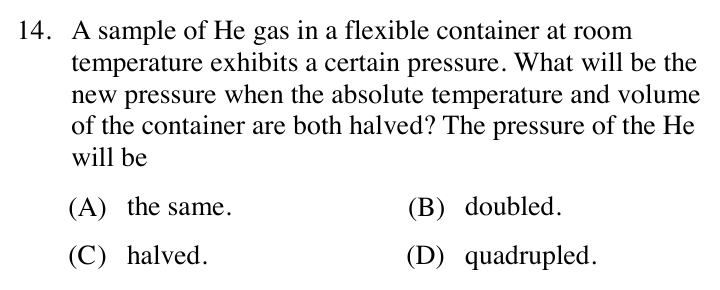 14. A sample of He gas in a flexible container at room
temperature exhibits a certain pressure. What will be the
new pressure when the absolute temperature and volume
of the container are both halved? The pressure of the He
will be
(A) the same. (B) doubled.
(C) halved. (D) quadrupled.